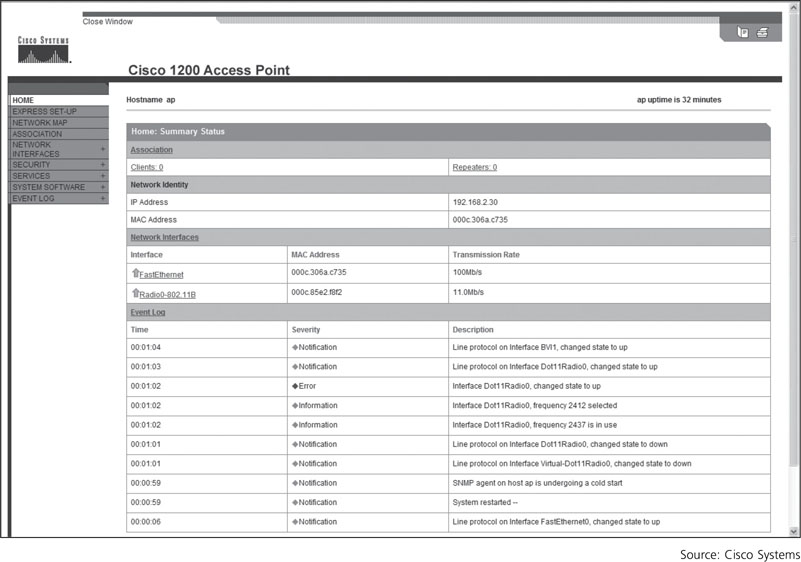 Close Window
CISCO SYSTEMS
Cisco 1200 Access Point
HOME
EXPRESS SET-UP
NETWORK MAP
ASSOCIATION
NETWORK
INTERFACES +
SECURITY +
SERVICES +
SYSTEM SOFTWARE +
EVENT LOG +
Hostname ap ap uptime is 32 minutes
Home: Summary Status
Association
Clients: 0 Repeaters: 0
Network Identity
IP Address 192.168.2.30
MAC Address 000c.306a.c735
Network Interfaces
Interface MAC Address Transmission Rate
FastEthernet 000c.306a.c735 100Mb/s
Radio0-802.11B 000c.85e2.f8f2 11.0Mb/s
Event Log
Time Severity Description
00:01:04 Notification Line protocol on Interface BVI1, changed state to up
00:01:03 Notification Line protocol on Interface Dot11Radio0, changed state to up
00:01:02 Error Interface Dot11Radio0, changed state to up
00:01:02 Information Interface Dot11Radio0, frequency 2412 selected
00:01:02 Information Interface Dot11Radio0, frequency 2437 is in use
00:01:01 Notification Line protocol on Interface Dot11Radio0, changed state to down
00:01:01 Notification Line protocol on Interface Virtual-Dot11Radio0, changed state to down
00:00:59 Notification SNMP agent on host ap is undergoing a cold start
00:00:59 Notification System restarted --
00:00:06 Notification Line protocol on Interface FastEthernet0, changed state to up
Source: Cisco Systems